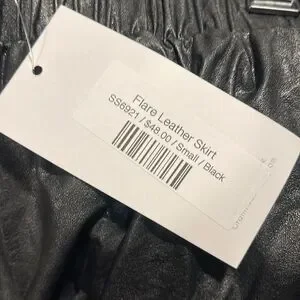 Flare Leather Skirt
SS6921 / $48.00 / Small / Black